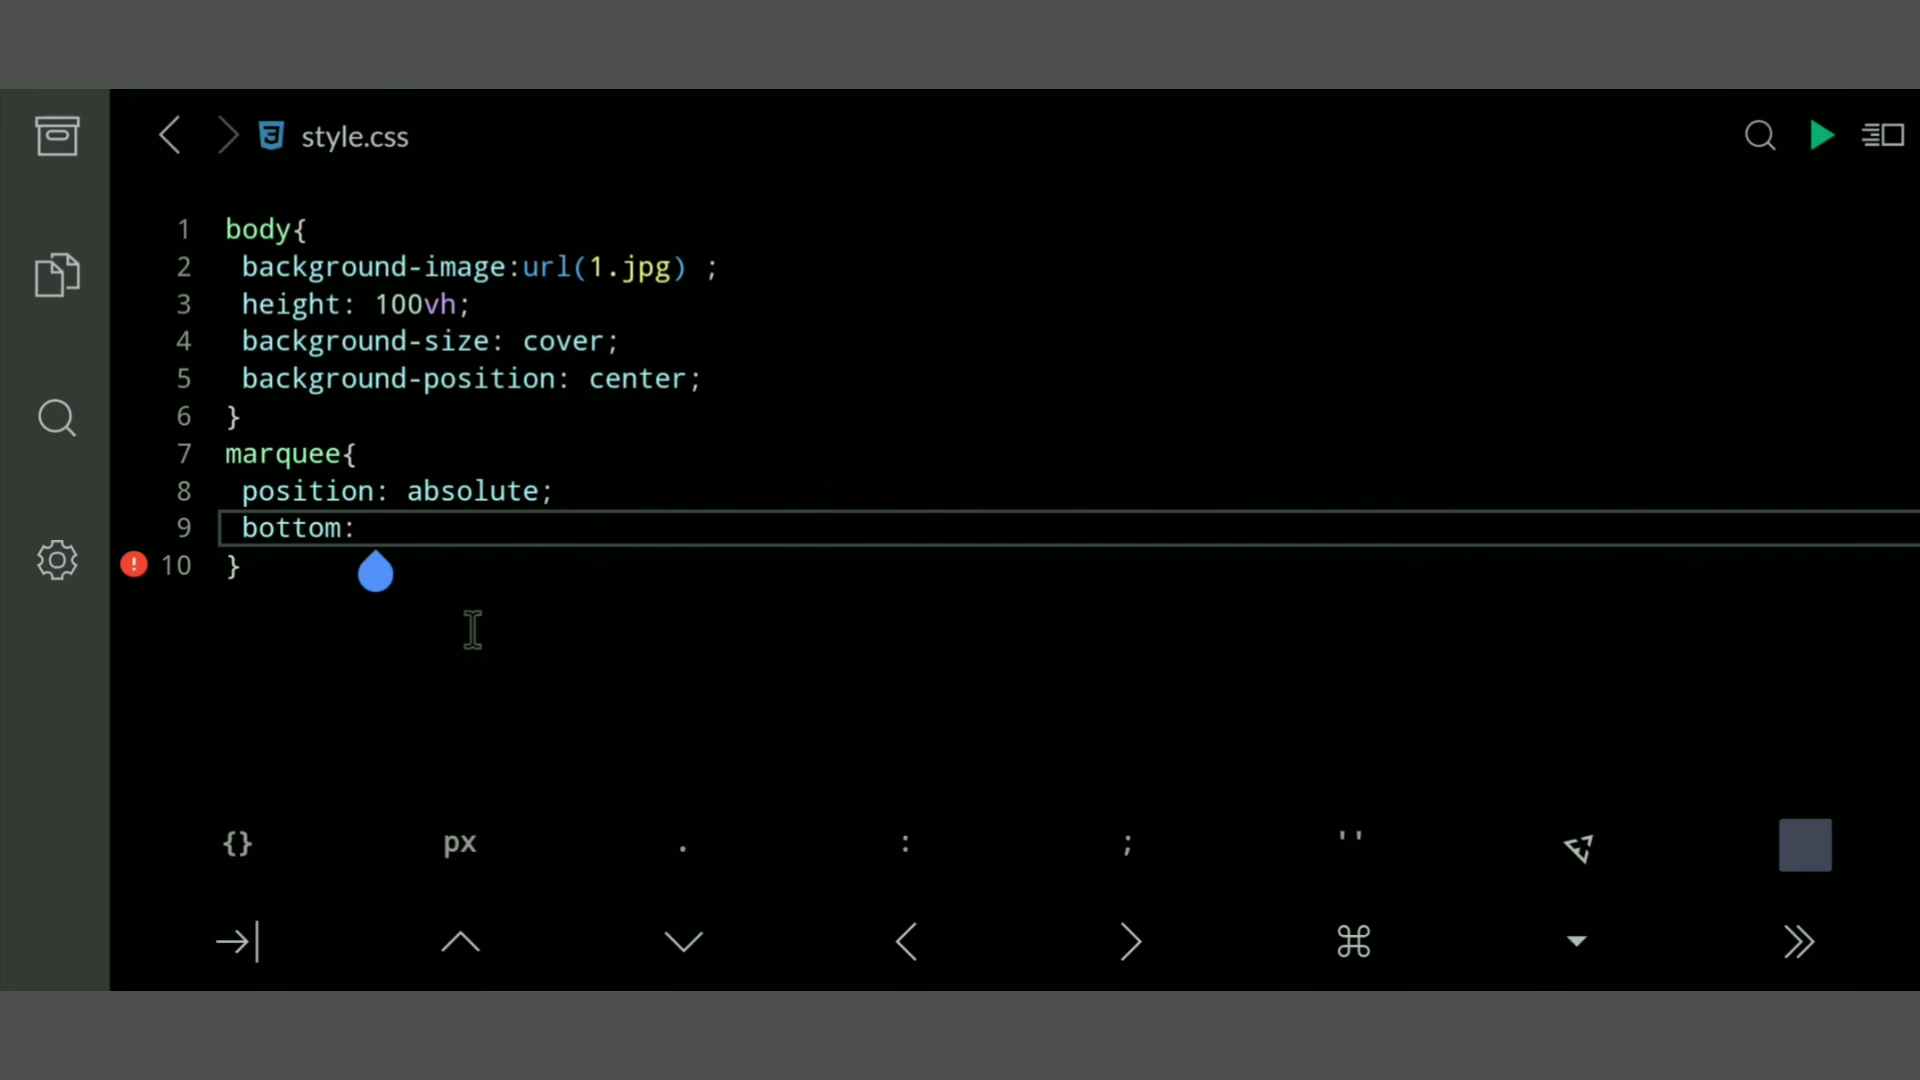 style.css
1 body{
2 background-image:url(1.jpg) ;
3 height: 100vh;
4 background-size: cover;
5 background-position: center;
6 }
7 marquee{
8 position: absolute;
9 bottom:
10 }
{} px . : ; ''